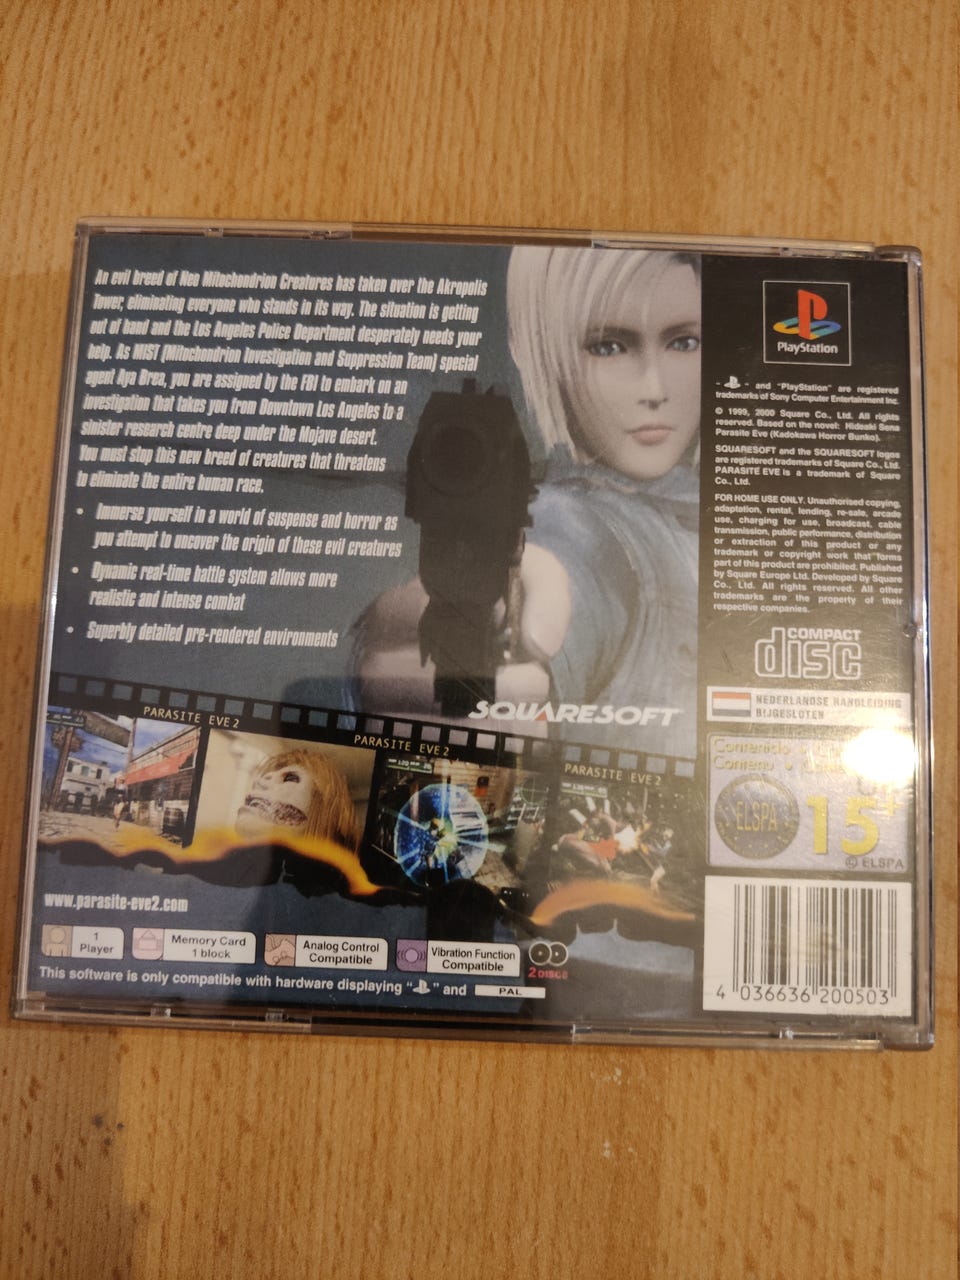 An evil breed of Neo Mitochondrion Creatures has taken over the Akropolis
Tower, eliminating everyone who stands in its way. The situation is getting
out of hand and the Los Angeles Police Department desperately needs your
help. As MIST (Mitochondrion Investigation and Suppression Team) special
agent Aya Brea, you are assigned by the FBI to embark on an
investigation that takes you from Downtown Los Angeles to a
sinister research centre deep under the Mojave desert.
You must stop this new breed of creatures that threatens
to eliminate the entire human race.
• Immerse yourself in a world of suspense and horror as
you attempt to uncover the origin of these evil creatures
• Dynamic real-time battle system allows more
realistic and intense combat
• Superbly detailed pre-rendered environments
SQUARESOFT
PARASITE EVE 2
PARASITE EVE 2
PARASITE EVE 2
www.parasite-eve2.com
1
Player
Memory Card
1 block
Analog Control
Compatible
Vibration Function
Compatible
2 DISCS
This software is only compatible with hardware displaying " " and PAL
PlayStation
" " and "PlayStation" are registered
trademarks of Sony Computer Entertainment Inc.
© 1999, 2000 Square Co., Ltd. All rights
reserved. Based on the novel: Hideaki Sena
Parasite Eve (Kadokawa Horror Bunko).
SQUARESOFT and the SQUARESOFT logos
are registered trademarks of Square Co., Ltd.
PARASITE EVE is a trademark of Square
Co., Ltd.
FOR HOME USE ONLY. Unauthorised copying,
adaptation, rental, lending, re-sale, arcade
use, charging for use, broadcast, cable
transmission, public performance, distribution
or extraction of this product or any
trademark or copyright work that forms
part of this product are prohibited. Published
by Square Europe Ltd. Developed by Square
Co., Ltd. All rights reserved. All other
trademarks are the property of their
respective companies.
COMPACT
disc
NEDERLANDSE HANDLEIDING
BIJGESLOTEN
Contenido
Contenu
ELSPA
15+
© ELSPA
4 036636 200503